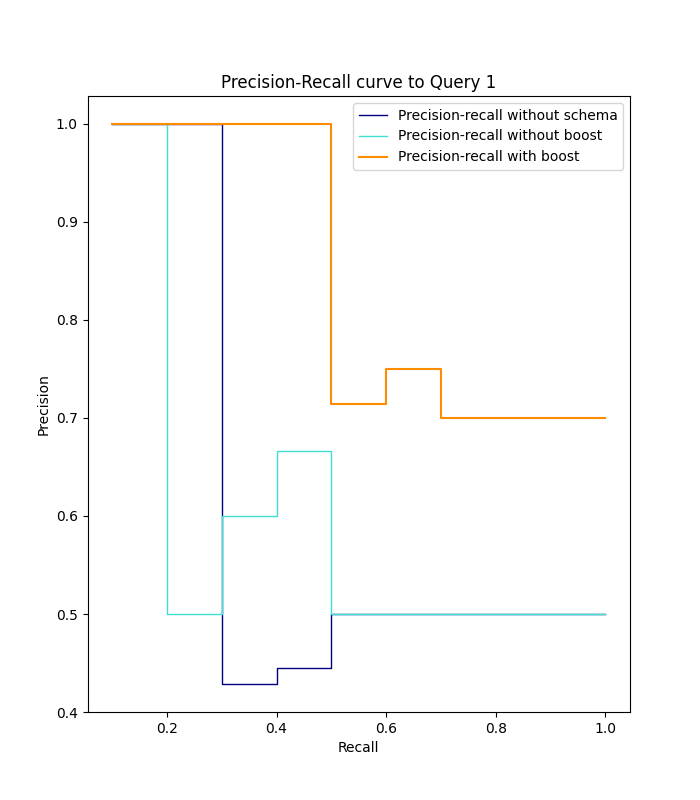 Precision-Recall curve to Query 1
Precision-recall without schema
Precision-recall without boost
Precision-recall with boost
1.0
0.9
0.8
0.7
0.6
0.5
0.4
Precision
0.2
0.4
0.6
0.8
1.0
Recall